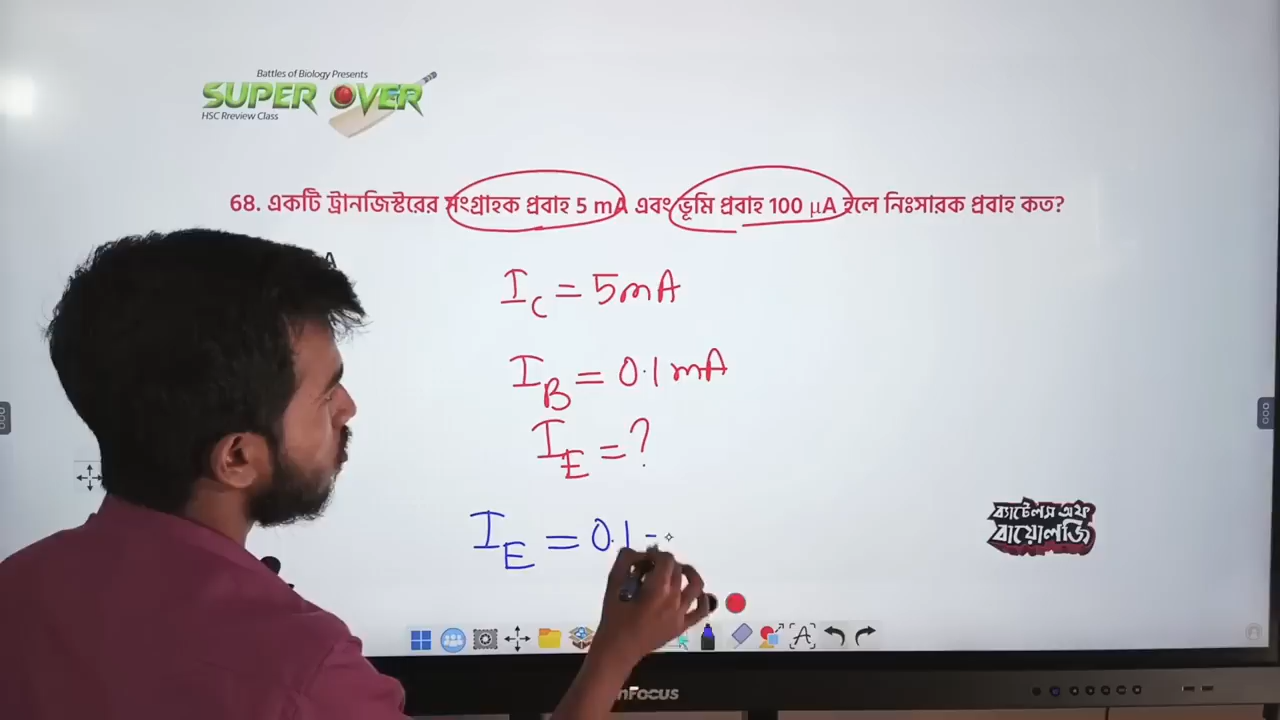 Battles of Biology Presents
SUPER OVER
HSC Rreview Class
68. একটি ট্রানজিস্টরের সংগ্রাহক প্রবাহ 5 mA এবং ভূমি প্রবাহ 100 μA হলে নিঃসারক প্রবাহ কত?
A
I_C = 5mA
I_B = 0.1 mA
I_E = ?
I_E = 0.1
ব্যাটেলস অফ
বায়োলজি
A
InFocus